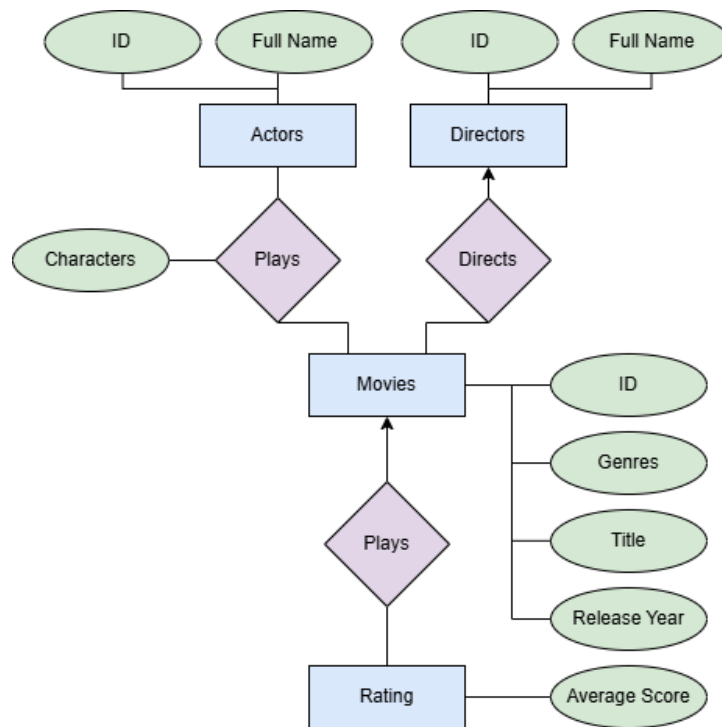 ID
Full Name
ID
Full Name
Actors
Directors
Characters
Plays
Directs
Movies
ID
Genres
Title
Plays
Release Year
Rating
Average Score